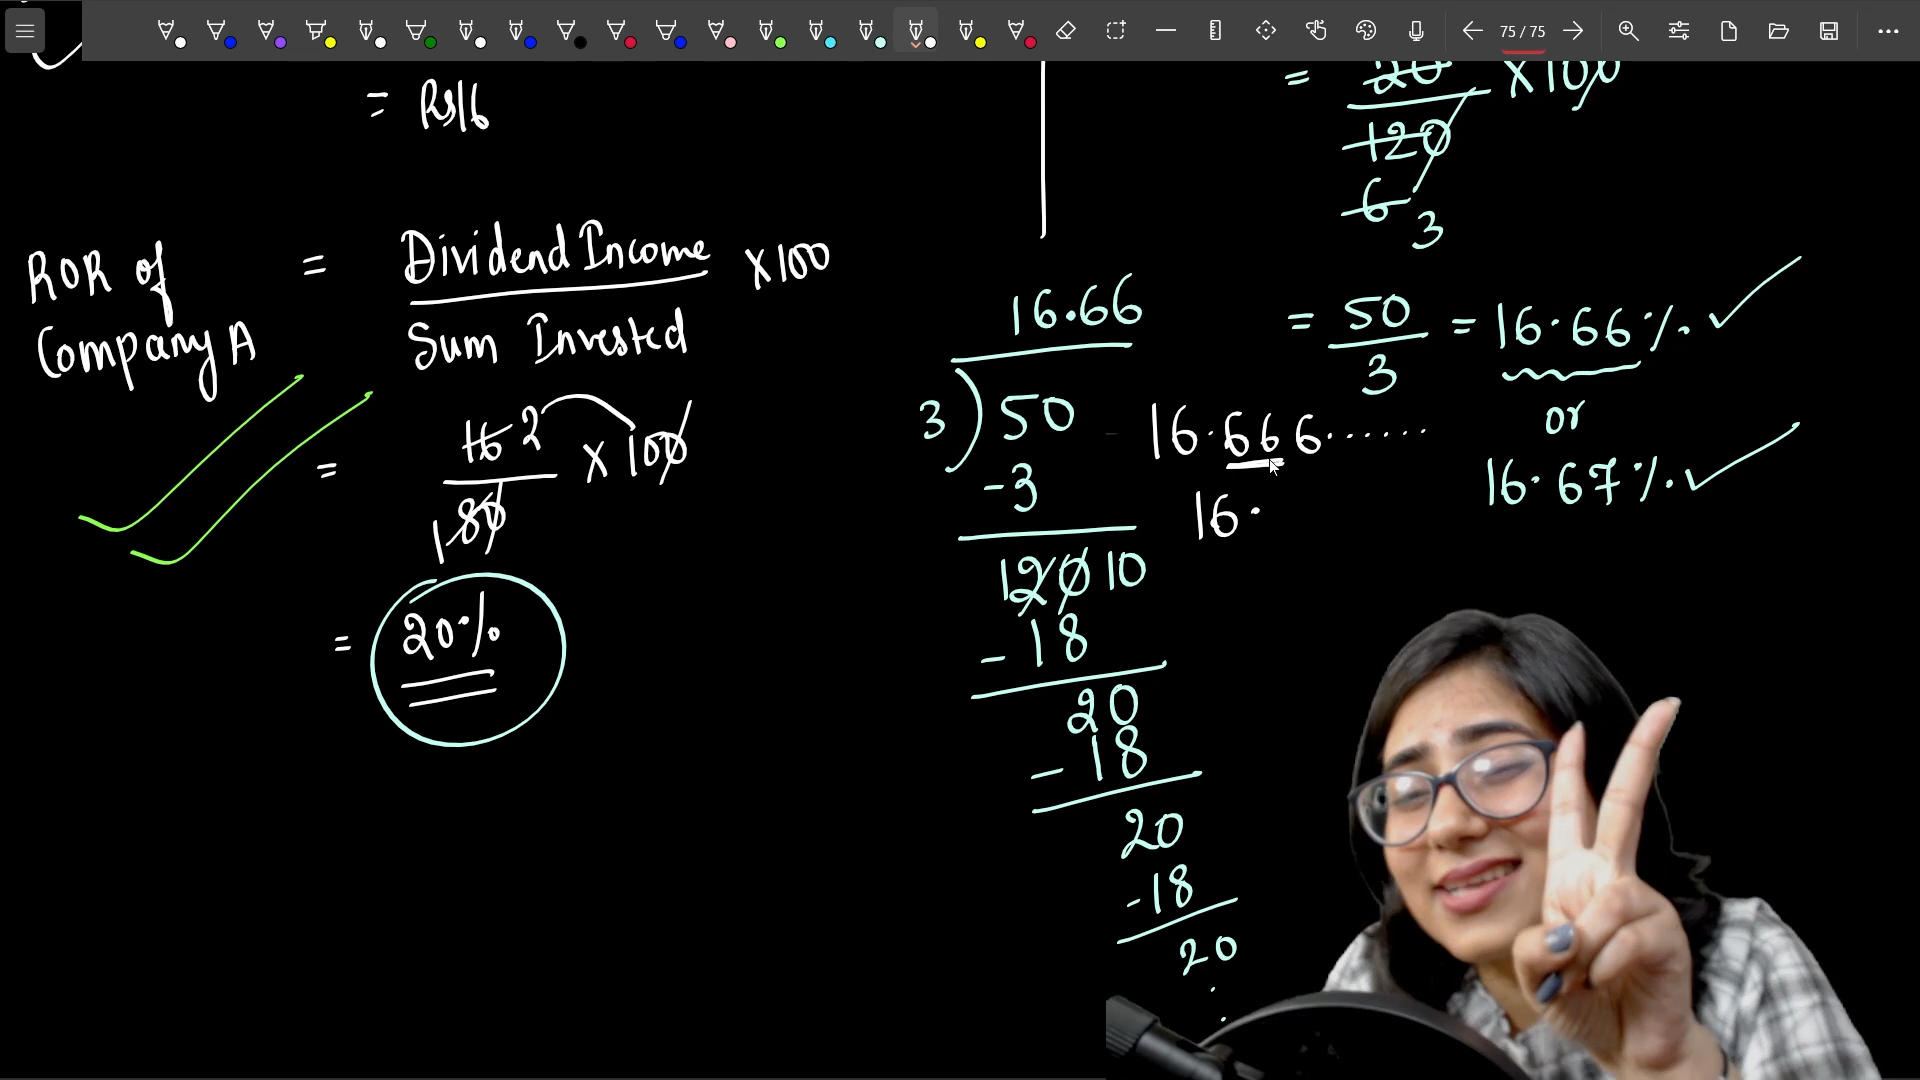 75 / 75
= Rs16
ROR of Company A = Dividend Income / Sum Invested × 100
= 16 2 / 180 × 100
= 20%
= 20 / 120 × 100
6 3
= 50 / 3 = 16.66%
or
16.67%
16.66
3 ) 50
-3
120 10
-18
20
-18
20
-18
20
.
.
16.666.......
16.